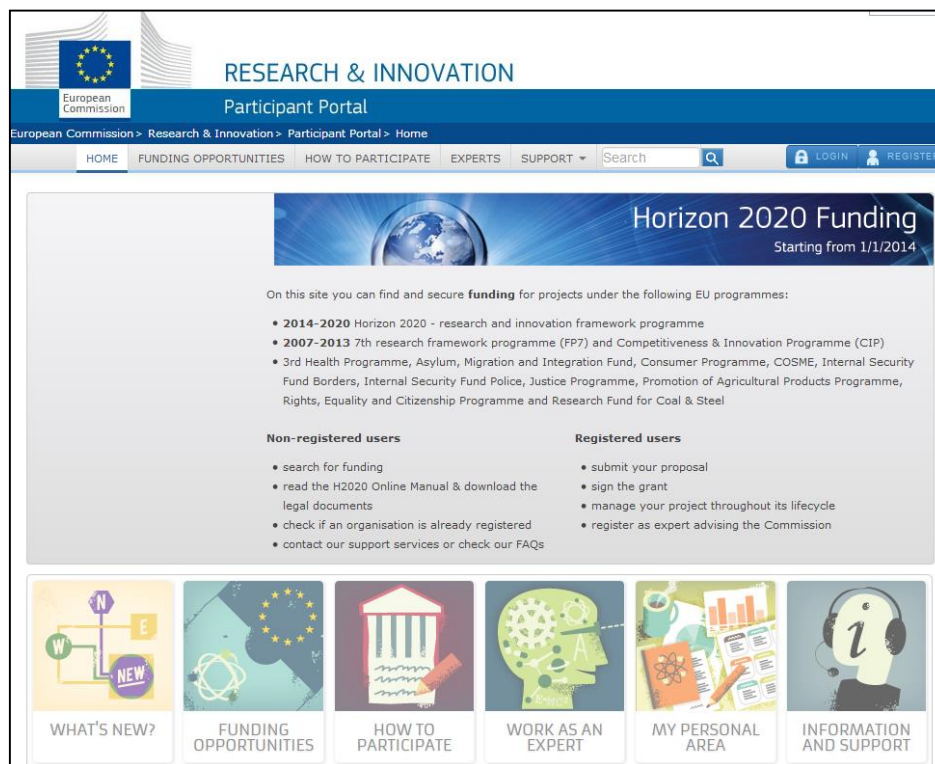 RESEARCH & INNOVATION
European
Commission
Participant Portal
European Commission > Research & Innovation > Participant Portal > Home
HOME FUNDING OPPORTUNITIES HOW TO PARTICIPATE EXPERTS SUPPORT Search LOGIN REGISTE
Horizon 2020 Funding
Starting from 1/1/2014
On this site you can find and secure funding for projects under the following EU programmes:
• 2014-2020 Horizon 2020 - research and innovation framework programme
• 2007-2013 7th research framework programme (FP7) and Competitiveness & Innovation Programme (CIP)
• 3rd Health Programme, Asylum, Migration and Integration Fund, Consumer Programme, COSME, Internal Security
Fund Borders, Internal Security Fund Police, Justice Programme, Promotion of Agricultural Products Programme,
Rights, Equality and Citizenship Programme and Research Fund for Coal & Steel
Non-registered users
• search for funding
• read the H2020 Online Manual & download the
legal documents
• check if an organisation is already registered
• contact our support services or check our FAQs
Registered users
• submit your proposal
• sign the grant
• manage your project throughout its lifecycle
• register as expert advising the Commission
N
W
E
NEW
A
i
WHAT'S NEW?
FUNDING
OPPORTUNITIES
HOW TO
PARTICIPATE
WORK AS AN
EXPERT
MY PERSONAL
AREA
INFORMATION
AND SUPPORT